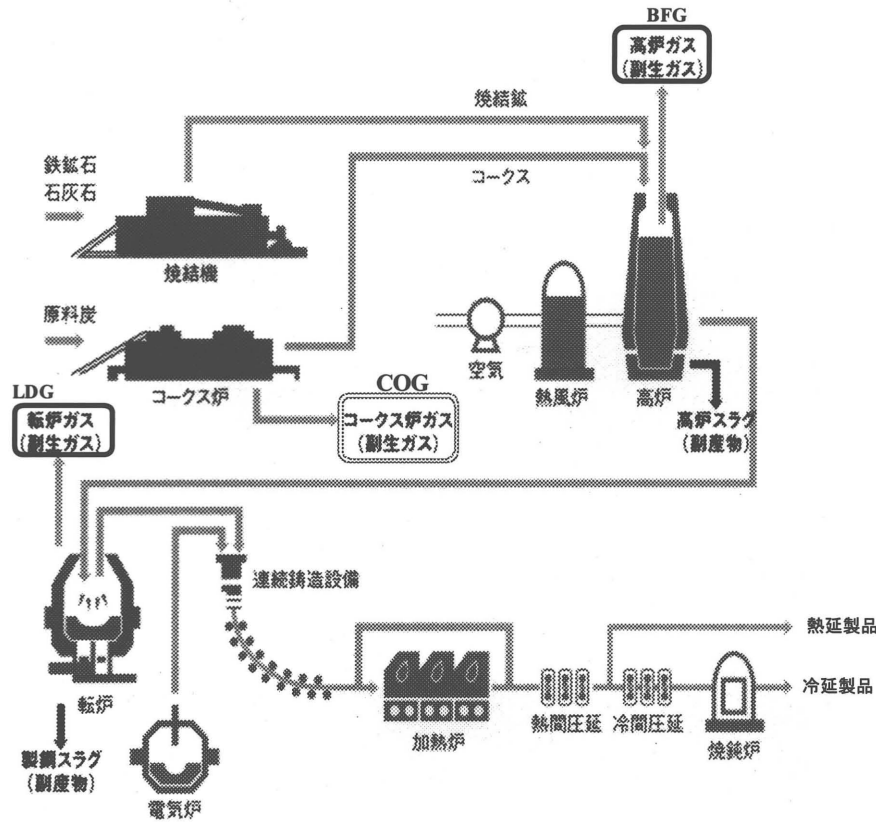 BFG
高炉ガス
(副生ガス)
焼結鉱
鉄鉱石
石灰石
コークス
焼結機
原料炭
空気
熱風炉
高炉
コークス炉
COG
コークス炉ガス
(副生ガス)
高炉スラグ
(副産物)
LDG
転炉ガス
(副生ガス)
連続鋳造設備
熱延製品
冷延製品
転炉
加熱炉
熱間圧延
冷間圧延
焼鈍炉
製鋼スラグ
(副産物)
電気炉